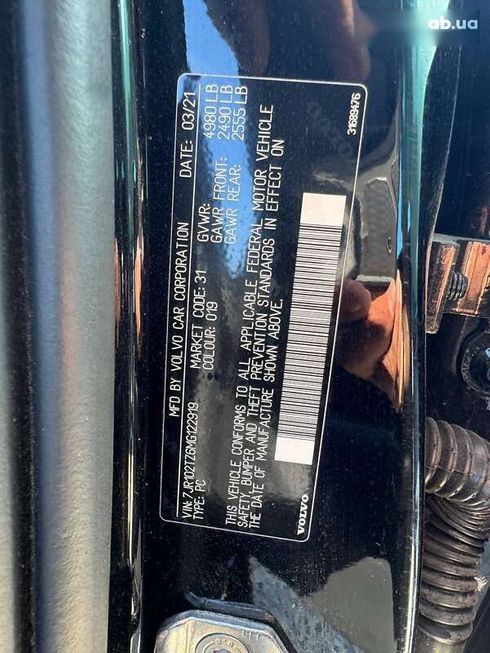 ab.ua
MFD BY VOLVO CAR CORPORATION DATE: 03/21
MARKET CODE: 31 GVWR: 4980 LB
COLOUR: 019 GAWR FRONT: 2490 LB
GAWR REAR: 2555 LB
VIN: 7JR102TZ6MG122919
TYPE: PC
THIS VEHICLE CONFORMS TO ALL APPLICABLE FEDERAL MOTOR VEHICLE
SAFETY, BUMPER AND THEFT PREVENTION STANDARDS IN EFFECT ON
THE DATE OF MANUFACTURE SHOWN ABOVE.
VOLVO
31689476